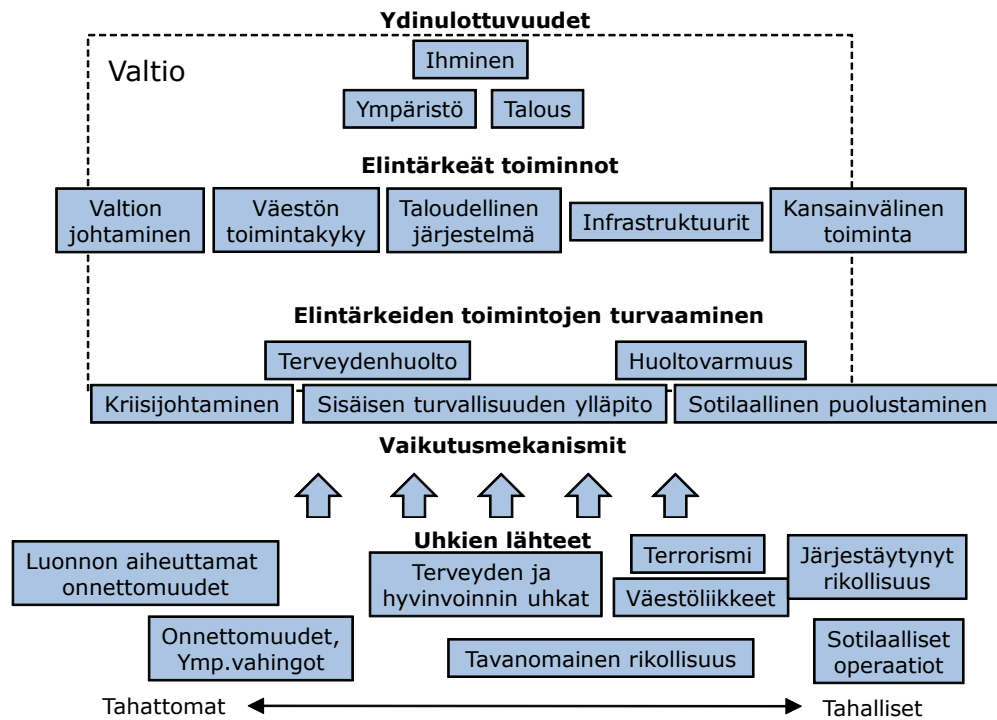 Ydinulottuvuudet
Valtio
Ihminen
Ympäristö
Talous
Elintärkeät toiminnot
Valtion
johtaminen
Väestön
toimintakyky
Taloudellinen
järjestelmä
Infrastruktuurit
Kansainvälinen
toiminta
Elintärkeiden toimintojen turvaaminen
Terveydenhuolto
Huoltovarmuus
Kriisijohtaminen
Sisäisen turvallisuuden ylläpito
Sotilaallinen puolustaminen
Vaikutusmekanismit
Uhkien lähteet
Luonnon aiheuttamat
onnettomuudet
Terveyden ja
hyvinvoinnin uhkat
Terrorismi
Väestöliikkeet
Järjestäytynyt
rikollisuus
Onnettomuudet,
Ymp.vahingot
Tavanomainen rikollisuus
Sotilaalliset
operaatiot
Tahattomat
Tahalliset